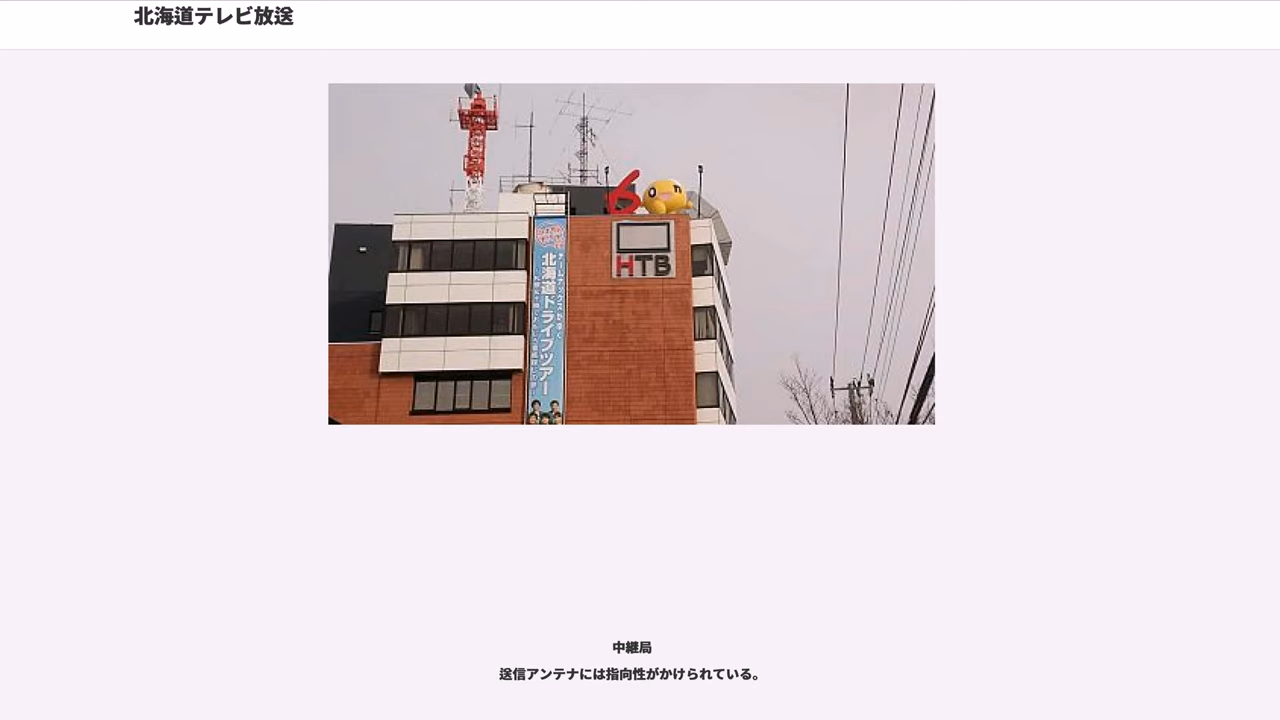 北海道テレビ放送
6
HTB
北海道ドライブツアー
中継局
送信アンテナには指向性がかけられている。